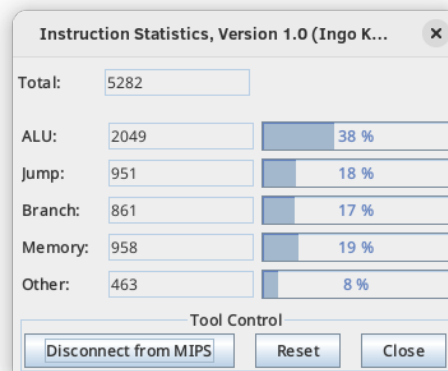 Instruction Statistics, Version 1.0 (Ingo K...
Total: 5282
ALU: 2049 38 %
Jump: 951 18 %
Branch: 861 17 %
Memory: 958 19 %
Other: 463 8 %
Tool Control
Disconnect from MIPS Reset Close